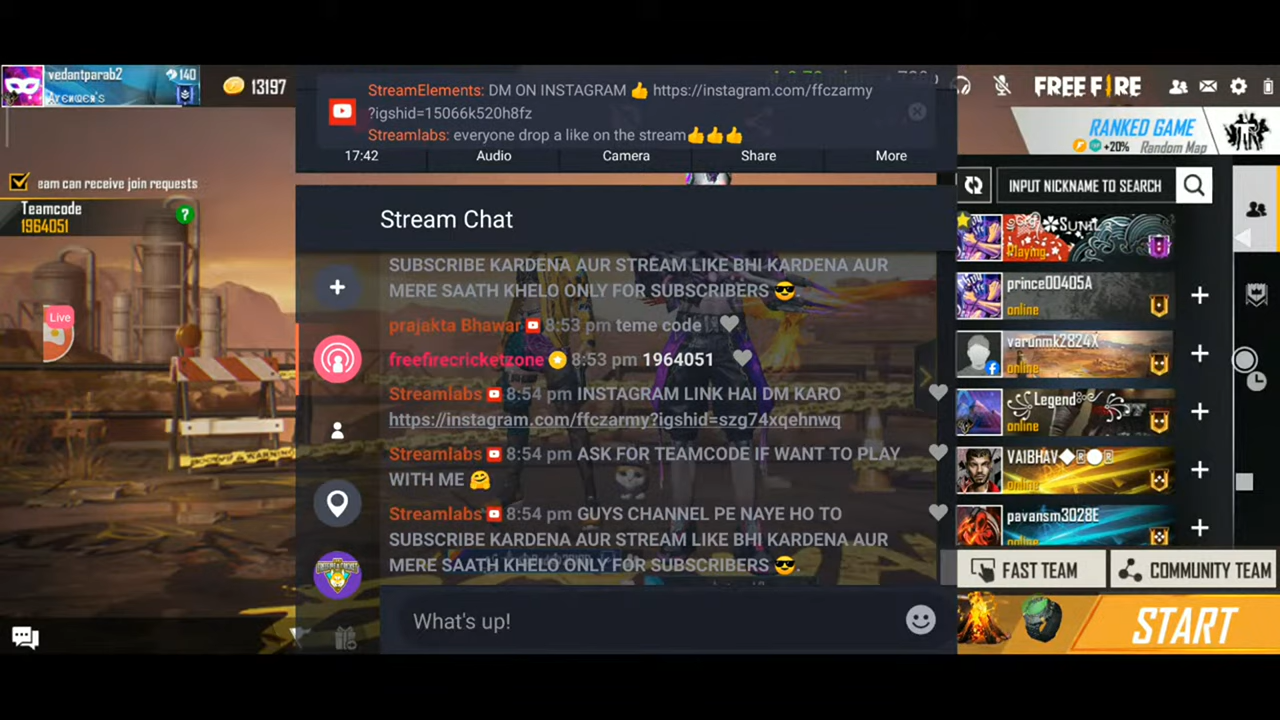 vedantparab2
140
13197
StreamElements: DM ON INSTAGRAM 👍 https://instagram.com/ffczarmy
?igshid=15066k520h8fz
Streamlabs: everyone drop a like on the stream👍👍👍
17:42
Audio
Camera
Share
More
FREE FIRE
RANKED GAME
+20% Random Map
eam can receive join requests
Teamcode
1964051
?
INPUT NICKNAME TO SEARCH
Live
Stream Chat
SUBSCRIBE KARDENA AUR STREAM LIKE BHI KARDENA AUR
MERE SAATH KHELO ONLY FOR SUBSCRIBERS 😎
prajakta Bhawar 8:53 pm teme code
freefirecricketzone 8:53 pm 1964051
Streamlabs 8:54 pm INSTAGRAM LINK HAI DM KARO
https://instagram.com/ffczarmy?igshid=szg74xqehnwq
Streamlabs 8:54 pm ASK FOR TEAMCODE IF WANT TO PLAY
WITH ME 🤗
Streamlabs 8:54 pm GUYS CHANNEL PE NAYE HO TO
SUBSCRIBE KARDENA AUR STREAM LIKE BHI KARDENA AUR
MERE SAATH KHELO ONLY FOR SUBSCRIBERS 😎
What's up!
SUNIL
Playing
prince00405A
online
varunmk2824X
online
Legend
online
VAIBHAV
online
pavansm3028E
online
FAST TEAM
COMMUNITY TEAM
START